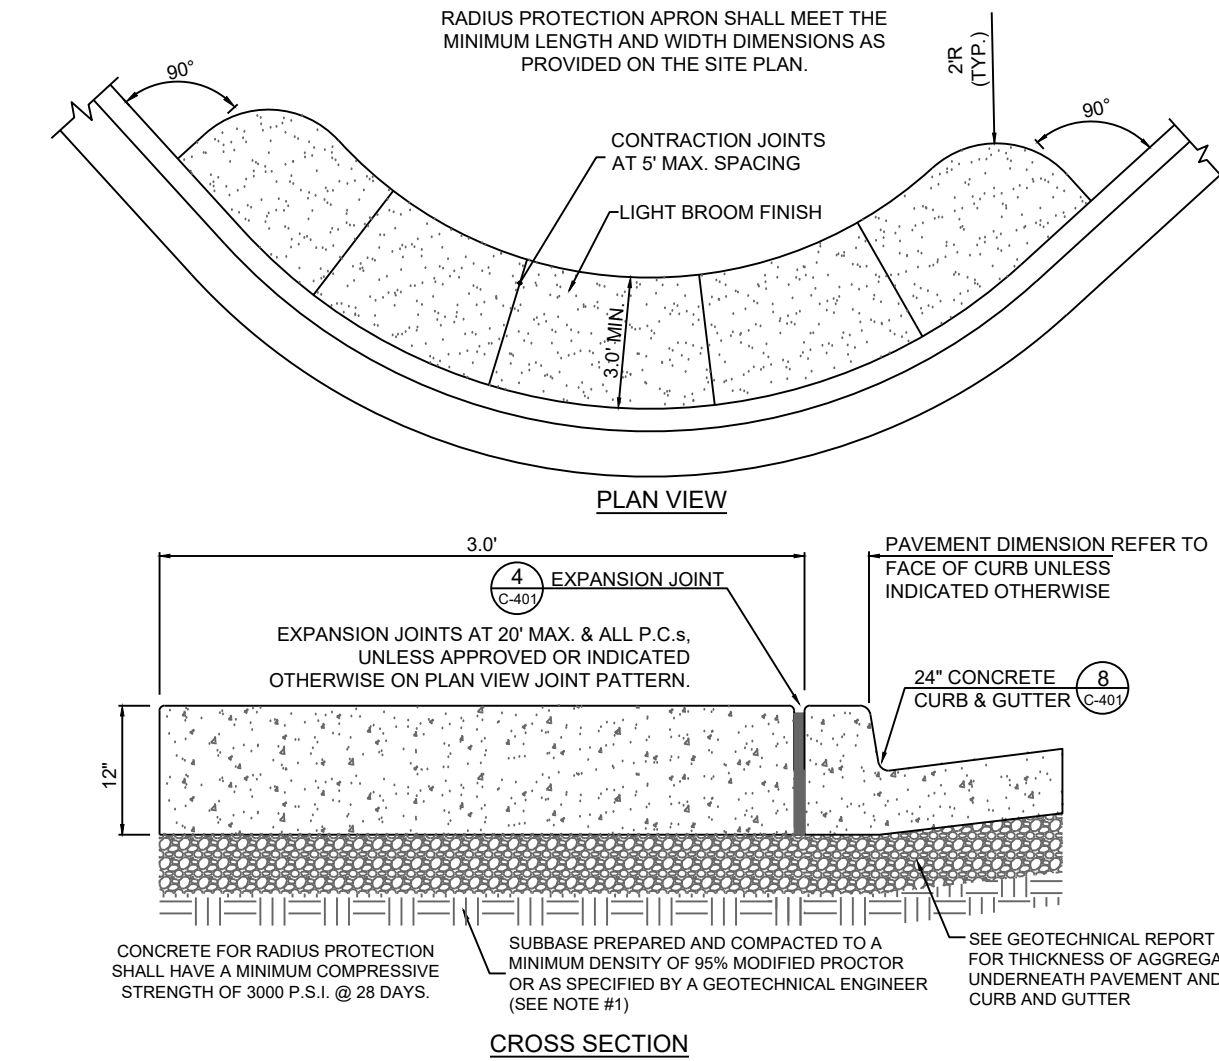 RADIUS PROTECTION APRON SHALL MEET THE
MINIMUM LENGTH AND WIDTH DIMENSIONS AS
PROVIDED ON THE SITE PLAN.
90°
2'R
(TYP.)
90°
CONTRACTION JOINTS
AT 5' MAX. SPACING
LIGHT BROOM FINISH
3.0' MIN.
PLAN VIEW
3.0'
PAVEMENT DIMENSION REFER TO
FACE OF CURB UNLESS
INDICATED OTHERWISE
4
C-401
EXPANSION JOINT
EXPANSION JOINTS AT 20' MAX. & ALL P.C.s,
UNLESS APPROVED OR INDICATED
OTHERWISE ON PLAN VIEW JOINT PATTERN.
24" CONCRETE
CURB & GUTTER
8
C-401
12"
CONCRETE FOR RADIUS PROTECTION
SHALL HAVE A MINIMUM COMPRESSIVE
STRENGTH OF 3000 P.S.I. @ 28 DAYS.
SUBBASE PREPARED AND COMPACTED TO A
MINIMUM DENSITY OF 95% MODIFIED PROCTOR
OR AS SPECIFIED BY A GEOTECHNICAL ENGINEER
(SEE NOTE #1)
SEE GEOTECHNICAL REPORT
FOR THICKNESS OF
UNDERNEATH PAVEMENT AND
CURB AND GUTTER
CROSS SECTION